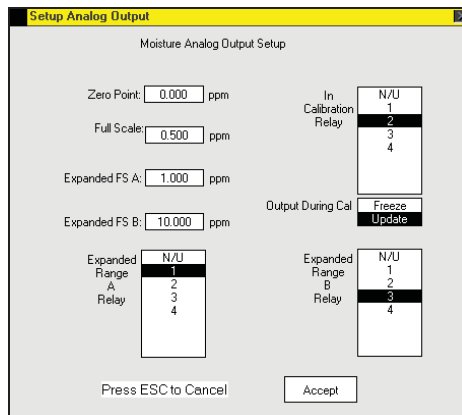 Setup Analog Output
Moisture Analog Output Setup
Zero Point: 0.000 ppm
Full Scale: 0.500 ppm
Expanded FS A: 1.000 ppm
Expanded FS B: 10.000 ppm
In
Calibration
Relay
N/U
1
2
3
4
Output During Cal
Freeze
Update
Expanded
Range
A
Relay
N/U
1
2
3
4
Expanded
Range
B
Relay
N/U
1
2
3
4
Press ESC to Cancel
Accept